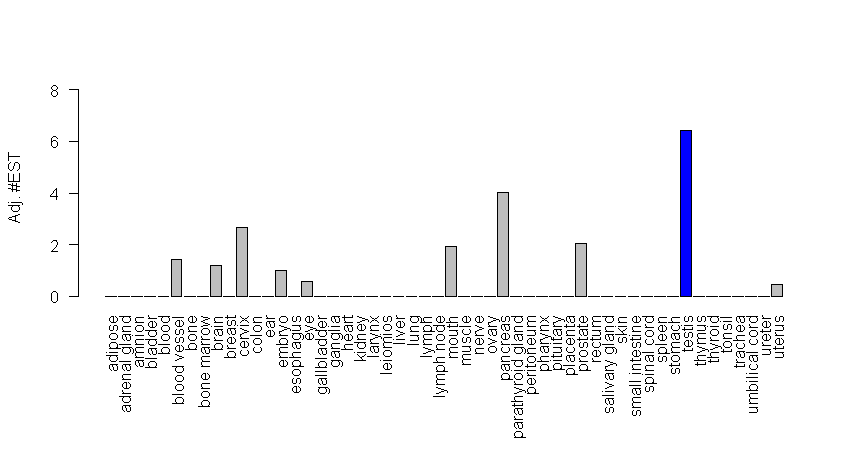 8
6
4
2
0
Adj. #EST
adipose
adrenal gland
amnion
bladder
blood
blood vessel
bone
bone marrow
brain
breast
cervix
colon
ear
embryo
esophagus
eye
gallbladder
ganglia
heart
kidney
larynx
leiomios
liver
lung
lymph
lymph node
mouth
muscle
nerve
ovary
pancreas
parathyroid gland
peritoneum
pharynx
pituitary
placenta
prostate
rectum
salivary gland
skin
small intestine
spinal cord
spleen
stomach
testis
thymus
thyroid
tonsil
trachea
umbilical cord
ureter
uterus